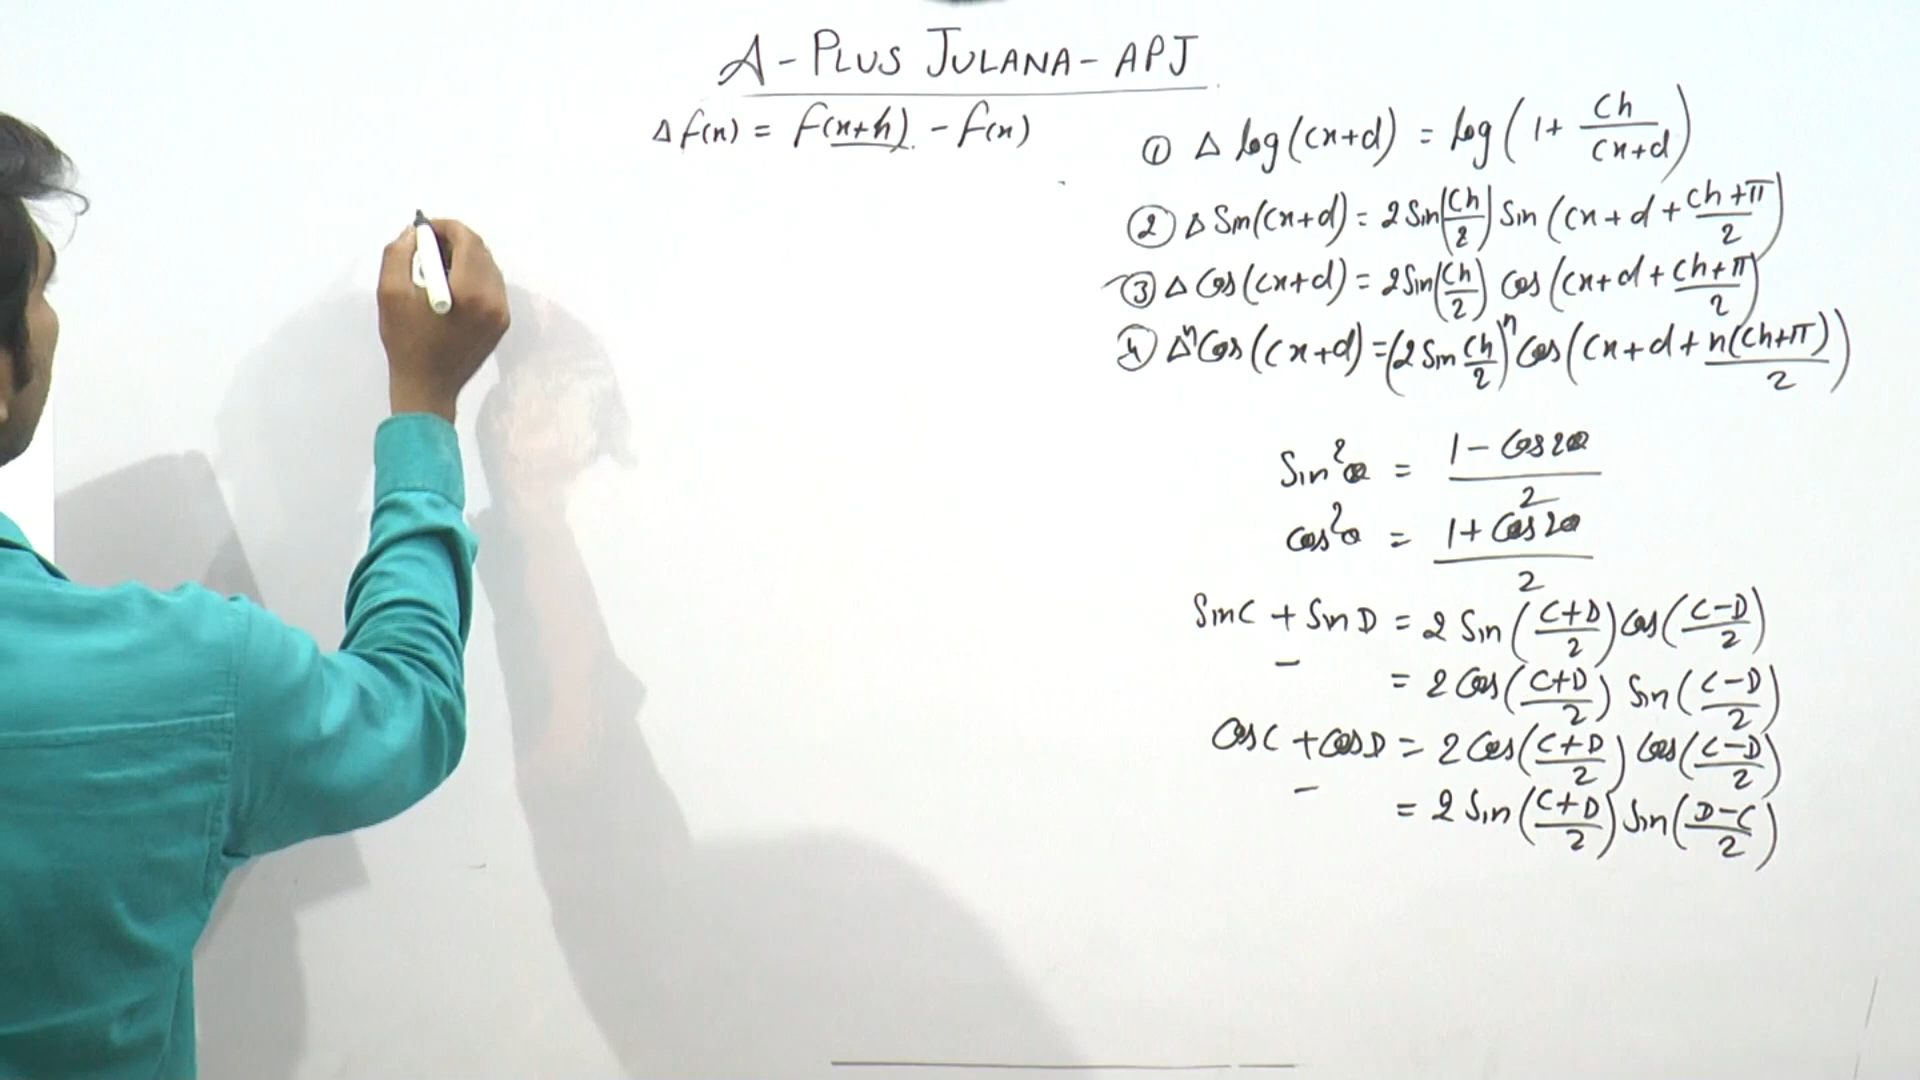 A - PLUS JULANA - APJ
Δ f(x) = f(x+h) - f(x)
① Δ log(cx+d) = log(1+ ch/(cx+d))
② Δ Sin(cx+d) = 2 Sin(ch/2) Sin(cx+d+ (ch+π)/2)
③ Δ Cos(cx+d) = 2 Sin(ch/2) Cos(cx+d+ (ch+π)/2)
④ Δⁿ Cos(cx+d) = (2 Sin ch/2)ⁿ Cos(cx+d+ n(ch+π)/2)
Sin²θ = (1 - Cos2θ)/2
Cos²θ = (1 + Cos2θ)/2
SinC + SinD = 2 Sin((C+D)/2) Cos((C-D)/2)
- = 2 Cos((C+D)/2) Sin((C-D)/2)
CosC + CosD = 2 Cos((C+D)/2) Cos((C-D)/2)
- = 2 Sin((C+D)/2) Sin((D-C)/2)